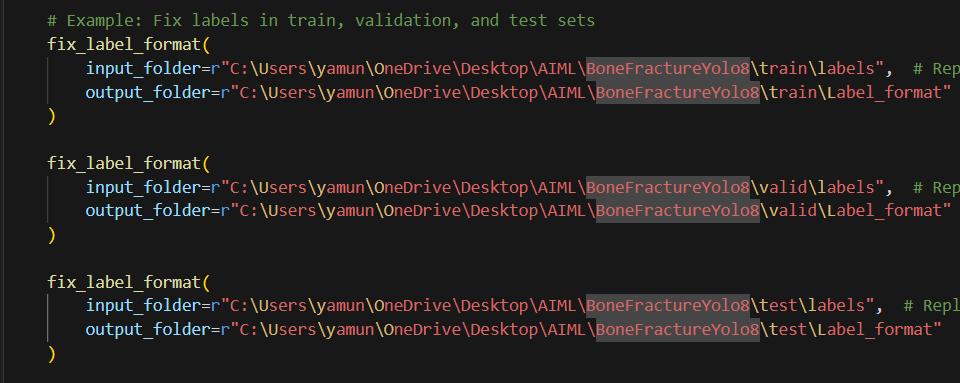 # Example: Fix labels in train, validation, and test sets
fix_label_format(
input_folder=r"C:\Users\yamun\OneDrive\Desktop\AIML\BoneFractureYolo8\train\labels",  # Rep
output_folder=r"C:\Users\yamun\OneDrive\Desktop\AIML\BoneFractureYolo8\train\Label_format"
)
fix_label_format(
input_folder=r"C:\Users\yamun\OneDrive\Desktop\AIML\BoneFractureYolo8\valid\labels",  # Rep
output_folder=r"C:\Users\yamun\OneDrive\Desktop\AIML\BoneFractureYolo8\valid\Label_format"
)
fix_label_format(
input_folder=r"C:\Users\yamun\OneDrive\Desktop\AIML\BoneFractureYolo8\test\labels",  # Repl
output_folder=r"C:\Users\yamun\OneDrive\Desktop\AIML\BoneFractureYolo8\test\Label_format"
)